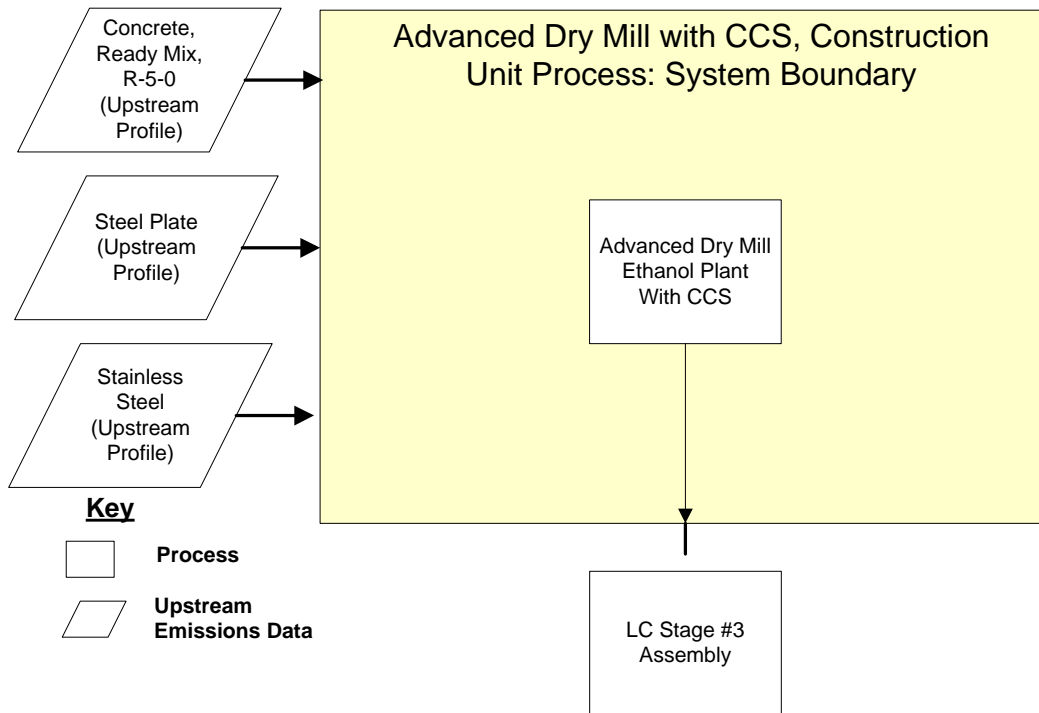 Concrete,
Ready Mix,
R-5-0
(Upstream
Profile)
Advanced Dry Mill with CCS, Construction
Unit Process: System Boundary
Steel Plate
(Upstream
Profile)
Advanced Dry Mill
Ethanol Plant
With CCS
Stainless
Steel
(Upstream
Profile)
Key
Process
Upstream
Emissions Data
LC Stage #3
Assembly